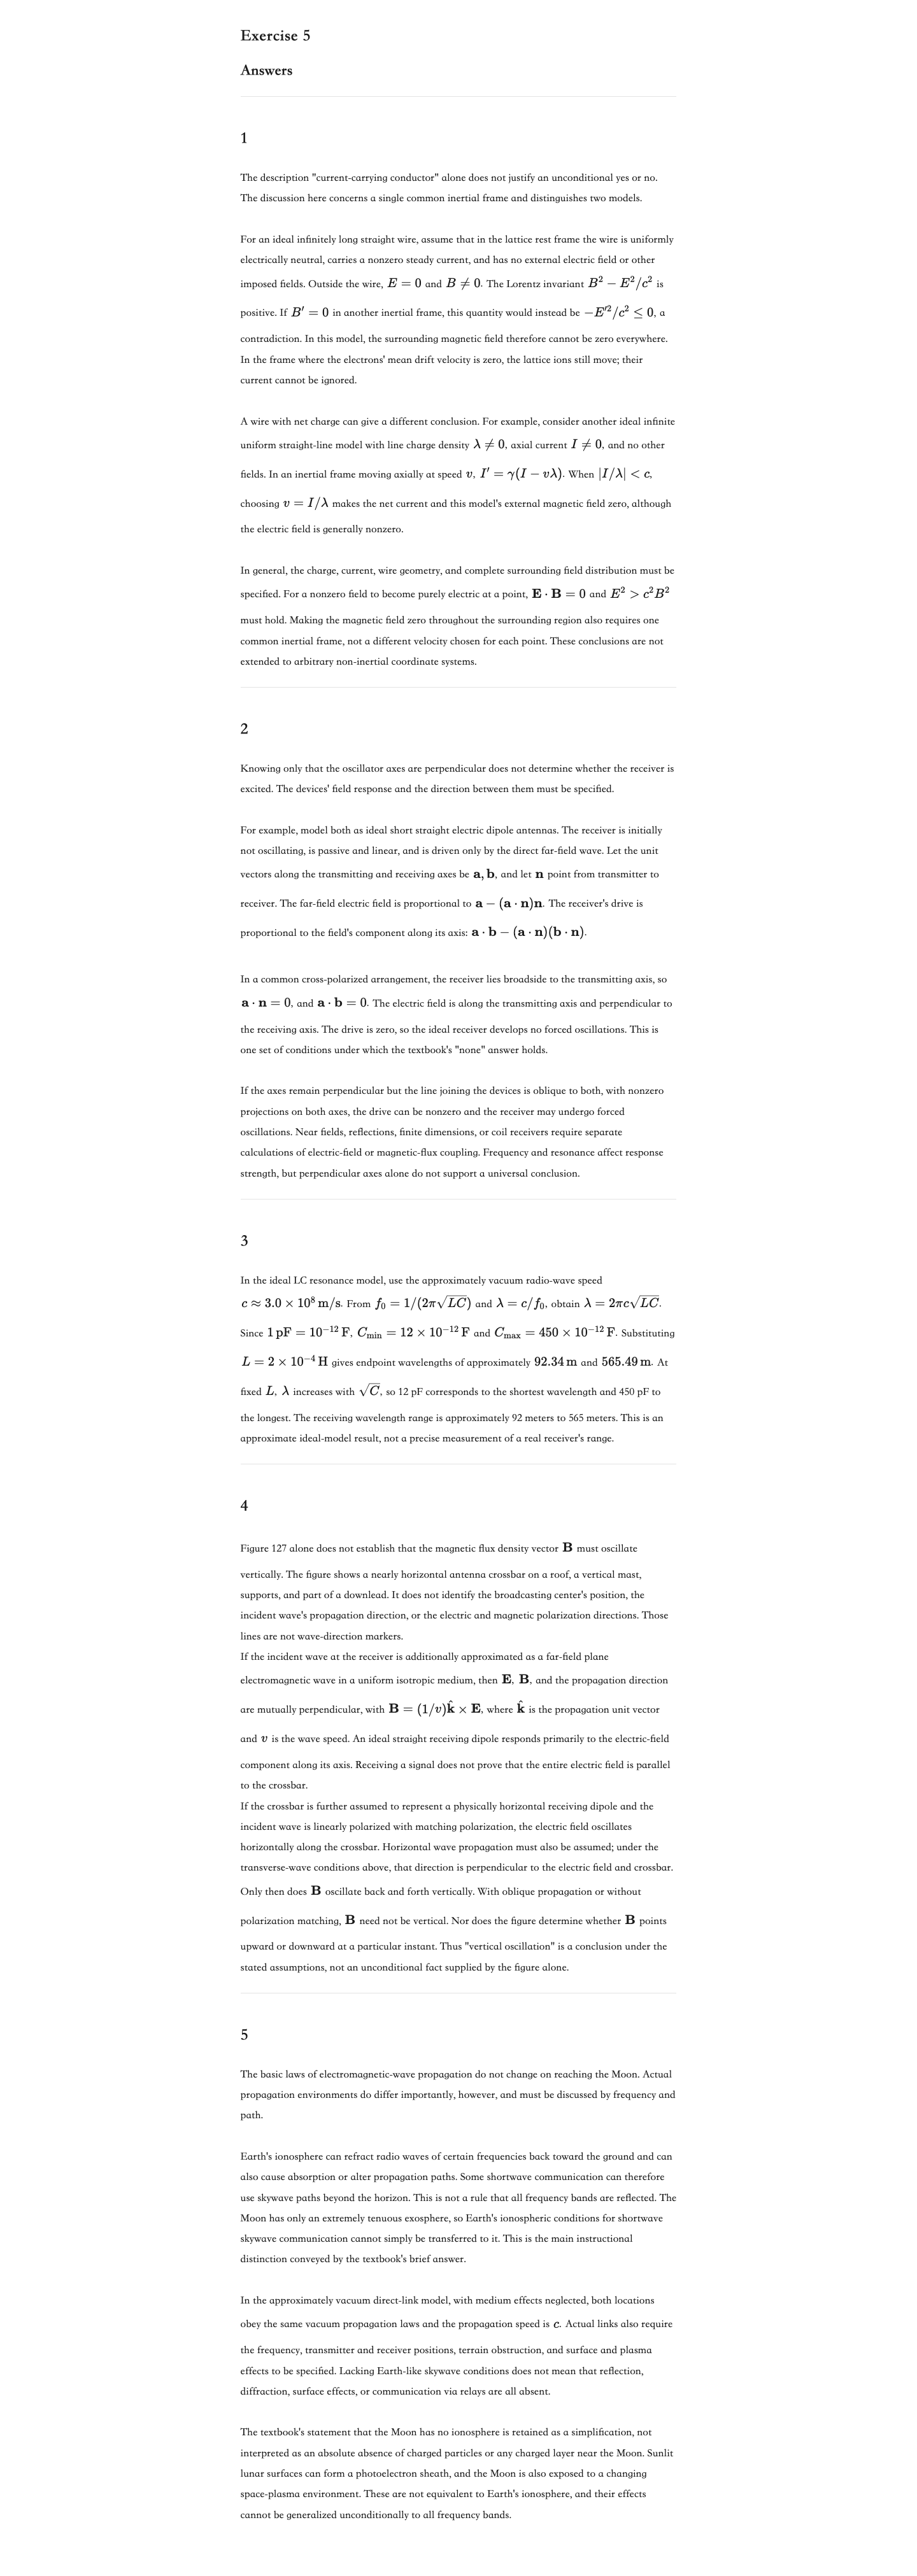 Exercise 5
Answers
1
The description "current-carrying conductor" alone does not justify an unconditional yes or no.
The discussion here concerns a single common inertial frame and distinguishes two models.
For an ideal infinitely long straight wire, assume that in the lattice rest frame the wire is uniformly
electrically neutral, carries a nonzero steady current, and has no external electric field or other
imposed fields. Outside the wire, E = 0 and B ≠ 0. The Lorentz invariant B² − E²/c² is
positive. If B′ = 0 in another inertial frame, this quantity would instead be −E′²/c² ≤ 0, a
contradiction. In this model, the surrounding magnetic field therefore cannot be zero everywhere.
In the frame where the electrons' mean drift velocity is zero, the lattice ions still move; their
current cannot be ignored.
A wire with net charge can give a different conclusion. For example, consider another ideal infinite
uniform straight-line model with line charge density λ ≠ 0, axial current I ≠ 0, and no other
fields. In an inertial frame moving axially at speed v, I′ = γ(I − vλ). When |I/λ| < c,
choosing v = I/λ makes the net current and this model's external magnetic field zero, although
the electric field is generally nonzero.
In general, the charge, current, wire geometry, and complete surrounding field distribution must be
specified. For a nonzero field to become purely electric at a point, E · B = 0 and E² > c²B²
must hold. Making the magnetic field zero throughout the surrounding region also requires one
common inertial frame, not a different velocity chosen for each point. These conclusions are not
extended to arbitrary non-inertial coordinate systems.
2
Knowing only that the oscillator axes are perpendicular does not determine whether the receiver is
excited. The devices' field response and the direction between them must be specified.
For example, model both as ideal short straight electric dipole antennas. The receiver is initially
not oscillating, is passive and linear, and is driven only by the direct far-field wave. Let the unit
vectors along the transmitting and receiving axes be a, b, and let n point from transmitter to
receiver. The far-field electric field is proportional to a − (a · n)n. The receiver's drive is
proportional to the field's component along its axis: a · b − (a · n)(b · n).
In a common cross-polarized arrangement, the receiver lies broadside to the transmitting axis, so
a · n = 0, and a · b = 0. The electric field is along the transmitting axis and perpendicular to
the receiving axis. The drive is zero, so the ideal receiver develops no forced oscillations. This is
one set of conditions under which the textbook's "none" answer holds.
If the axes remain perpendicular but the line joining the devices is oblique to both, with nonzero
projections on both axes, the drive can be nonzero and the receiver may undergo forced
oscillations. Near fields, reflections, finite dimensions, or coil receivers require separate
calculations of electric-field or magnetic-flux coupling. Frequency and resonance affect response
strength, but perpendicular axes alone do not support a universal conclusion.
3
In the ideal LC resonance model, use the approximately vacuum radio-wave speed
c ≈ 3.0 × 10⁸ m/s. From f₀ = 1/(2π√(LC)) and λ = c/f₀, obtain λ = 2πc√(LC).
Since 1 pF = 10⁻¹² F, C_min = 12 × 10⁻¹² F and C_max = 450 × 10⁻¹² F. Substituting
L = 2 × 10⁻⁴ H gives endpoint wavelengths of approximately 92.34 m and 565.49 m. At
fixed L, λ increases with √C, so 12 pF corresponds to the shortest wavelength and 450 pF to
the longest. The receiving wavelength range is approximately 92 meters to 565 meters. This is an
approximate ideal-model result, not a precise measurement of a real receiver's range.
4
Figure 127 alone does not establish that the magnetic flux density vector B must oscillate
vertically. The figure shows a nearly horizontal antenna crossbar on a roof, a vertical mast,
supports, and part of a downlead. It does not identify the broadcasting center's position, the
incident wave's propagation direction, or the electric and magnetic polarization directions. Those
lines are not wave-direction markers.
If the incident wave at the receiver is additionally approximated as a far-field plane
electromagnetic wave in a uniform isotropic medium, then E, B, and the propagation direction
are mutually perpendicular, with B = (1/v)k̂ × E, where k̂ is the propagation unit vector
and v is the wave speed. An ideal straight receiving dipole responds primarily to the electric-field
component along its axis. Receiving a signal does not prove that the entire electric field is parallel
to the crossbar.
If the crossbar is further assumed to represent a physically horizontal receiving dipole and the
incident wave is linearly polarized with matching polarization, the electric field oscillates
horizontally along the crossbar. Horizontal wave propagation must also be assumed; under the
transverse-wave conditions above, that direction is perpendicular to the electric field and crossbar.
Only then does B oscillate back and forth vertically. With oblique propagation or without
polarization matching, B need not be vertical. Nor does the figure determine whether B points
upward or downward at a particular instant. Thus "vertical oscillation" is a conclusion under the
stated assumptions, not an unconditional fact supplied by the figure alone.
5
The basic laws of electromagnetic-wave propagation do not change on reaching the Moon. Actual
propagation environments do differ importantly, however, and must be discussed by frequency and
path.
Earth's ionosphere can refract radio waves of certain frequencies back toward the ground and can
also cause absorption or alter propagation paths. Some shortwave communication can therefore
use skywave paths beyond the horizon. This is not a rule that all frequency bands are reflected. The
Moon has only an extremely tenuous exosphere, so Earth's ionospheric conditions for shortwave
skywave communication cannot simply be transferred to it. This is the main instructional
distinction conveyed by the textbook's brief answer.
In the approximately vacuum direct-link model, with medium effects neglected, both locations
obey the same vacuum propagation laws and the propagation speed is c. Actual links also require
the frequency, transmitter and receiver positions, terrain obstruction, and surface and plasma
effects to be specified. Lacking Earth-like skywave conditions does not mean that reflection,
diffraction, surface effects, or communication via relays are all absent.
The textbook's statement that the Moon has no ionosphere is retained as a simplification, not
interpreted as an absolute absence of charged particles or any charged layer near the Moon. Sunlit
lunar surfaces can form a photoelectron sheath, and the Moon is also exposed to a changing
space-plasma environment. These are not equivalent to Earth's ionosphere, and their effects
cannot be generalized unconditionally to all frequency bands.